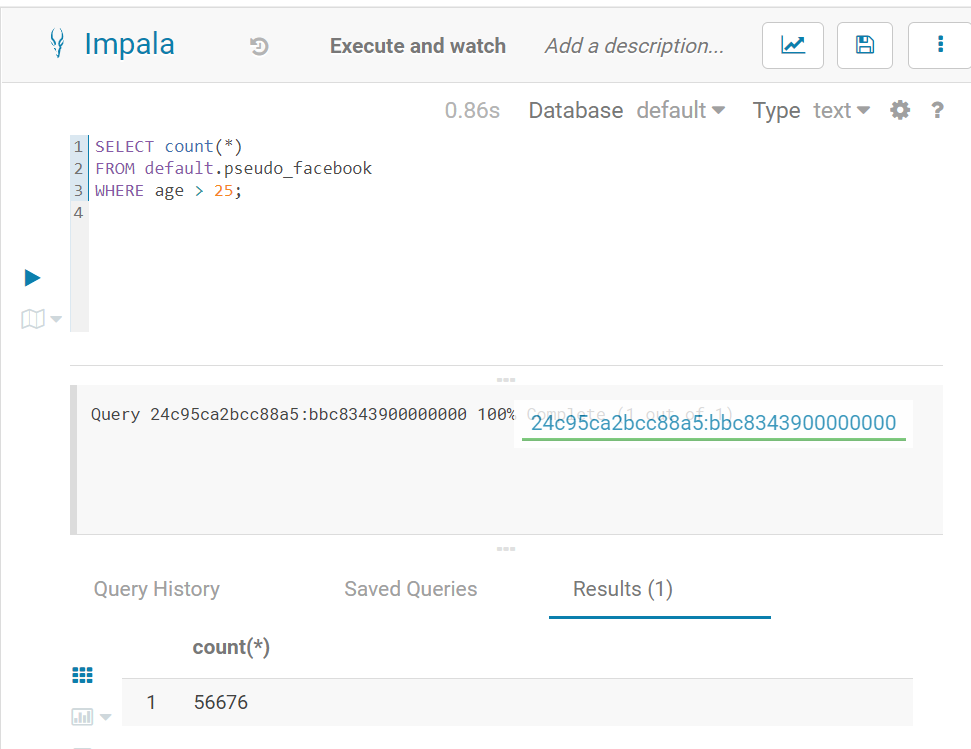 Impala Execute and watch Add a description...
0.86s Database default Type text ?
1 SELECT count(*)
2 FROM default.pseudo_facebook
3 WHERE age > 25;
4
Query 24c95ca2bcc88a5:bbc8343900000000 100% Complete (1 out of 1)
24c95ca2bcc88a5:bbc8343900000000
Query History Saved Queries Results (1)
count(*)
1 56676